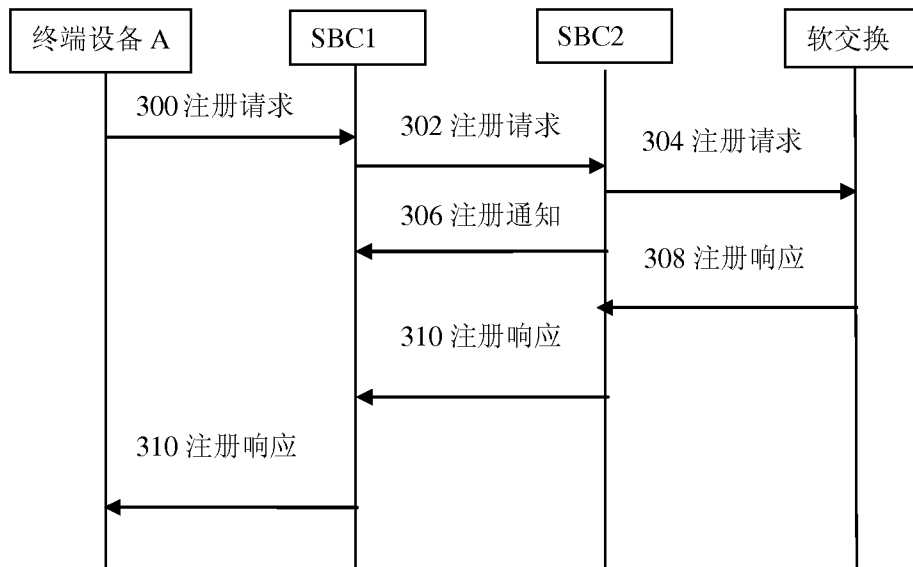 终端设备 A
SBC1
SBC2
软交换
300 注册请求
302 注册请求
304 注册请求
306 注册通知
308 注册响应
310 注册响应
310 注册响应